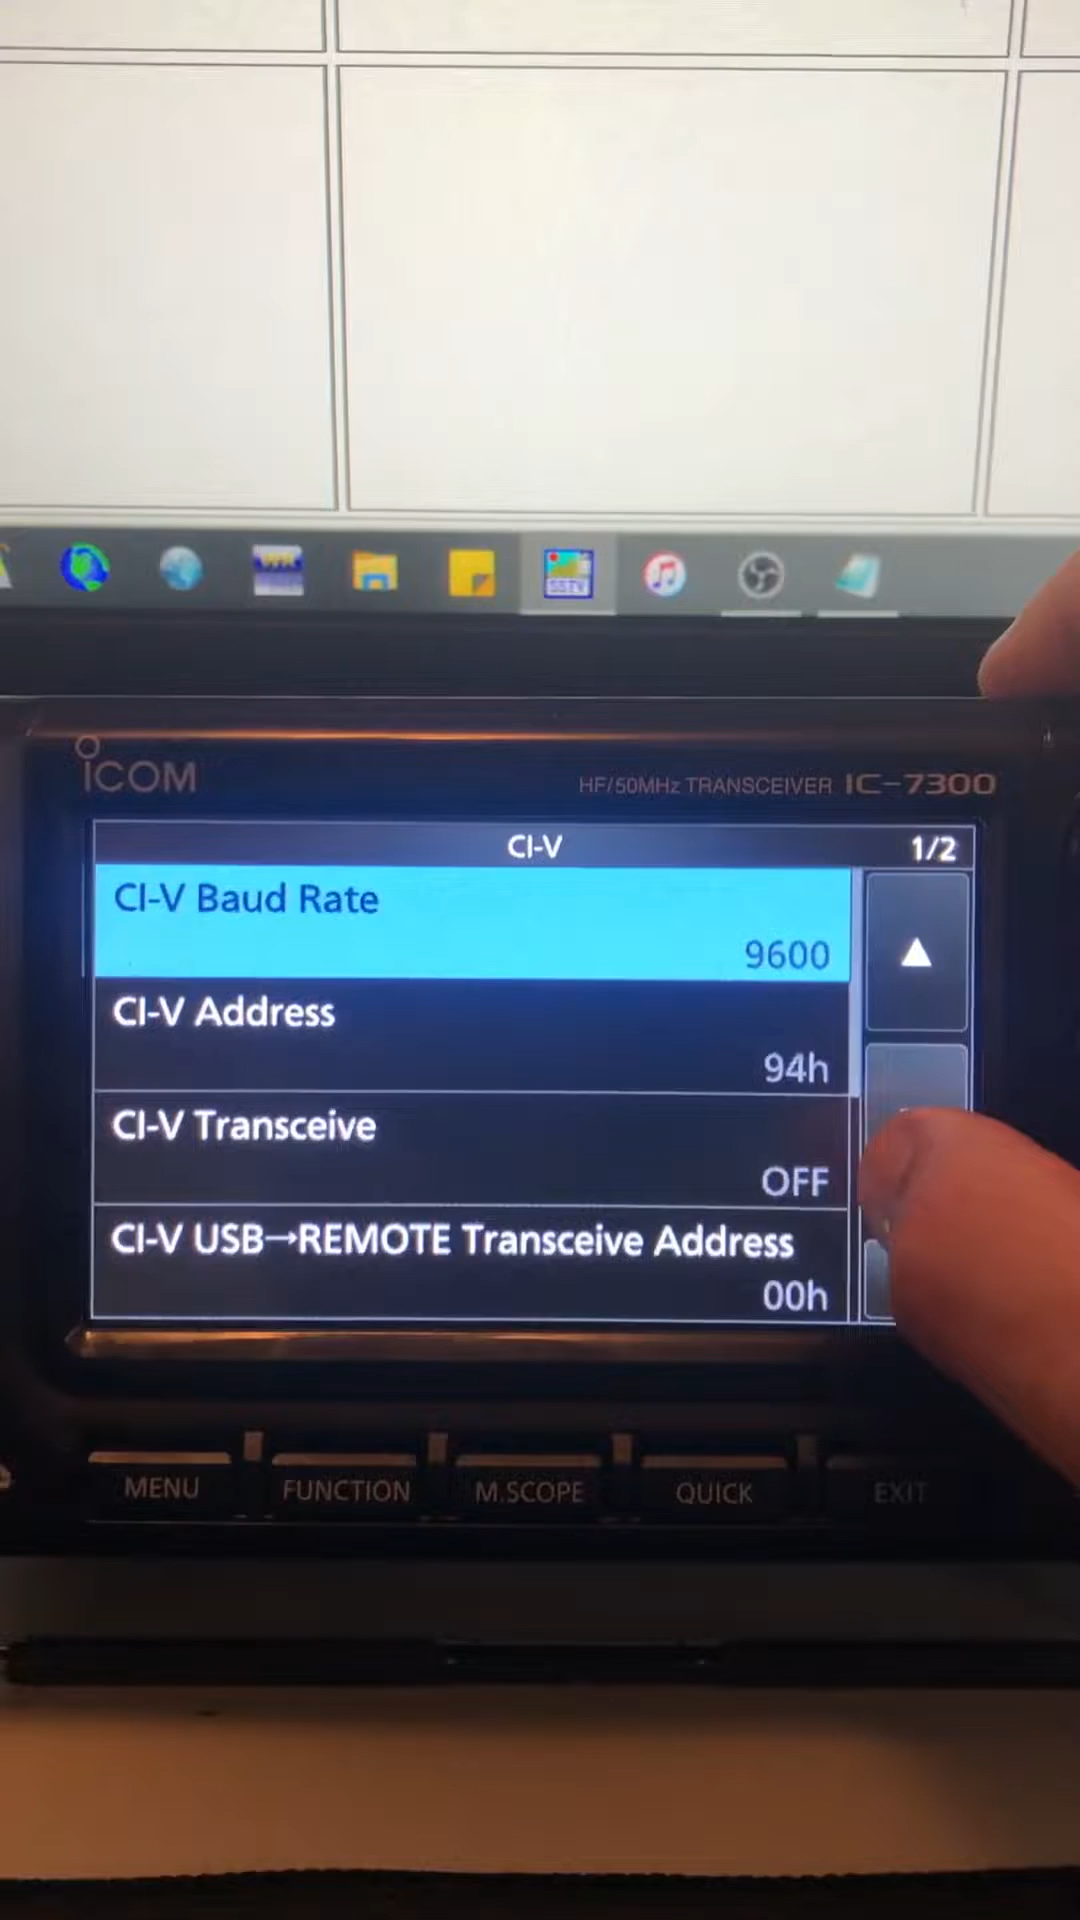 SSTV
ICOM
HF/50MHz TRANSCEIVER IC-7300
CI-V
1/2
CI-V Baud Rate
9600
CI-V Address
94h
CI-V Transceive
OFF
CI-V USB→REMOTE Transceive Address
00h
MENU
FUNCTION
M.SCOPE
QUICK
EXIT